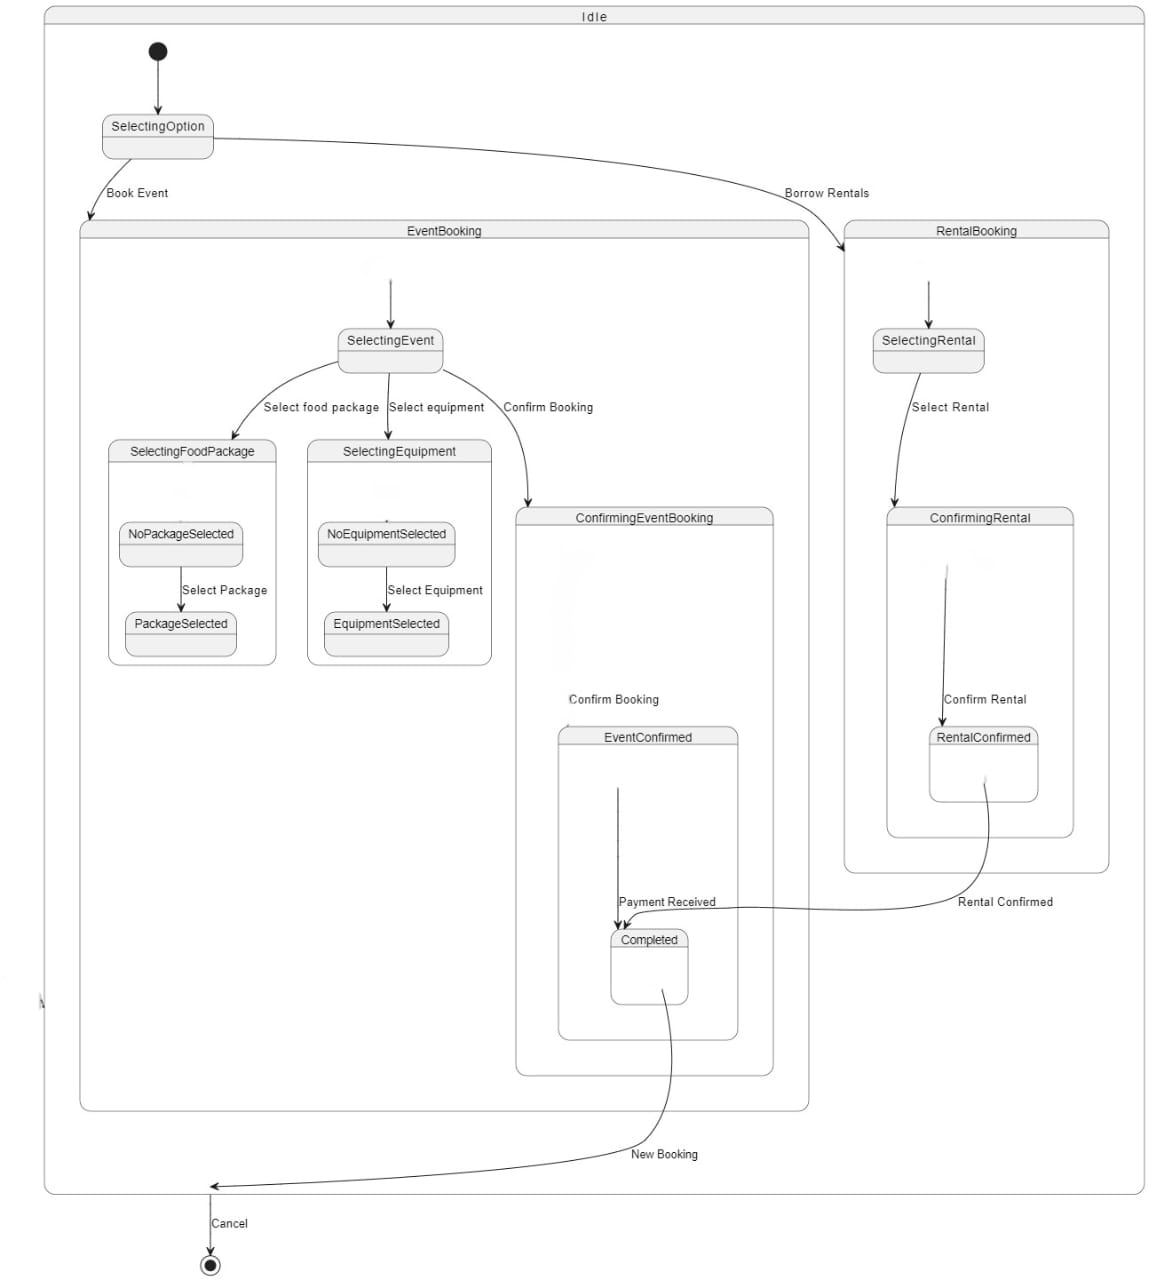 Idle
SelectingOption
Book Event
Borrow Rentals
EventBooking
RentalBooking
SelectingEvent
SelectingRental
Select food package
Select equipment
Confirm Booking
Select Rental
SelectingFoodPackage
SelectingEquipment
ConfirmingEventBooking
ConfirmingRental
NoPackageSelected
NoEquipmentSelected
Select Package
Select Equipment
PackageSelected
EquipmentSelected
Confirm Booking
Confirm Rental
EventConfirmed
RentalConfirmed
Payment Received
Rental Confirmed
Completed
New Booking
Cancel